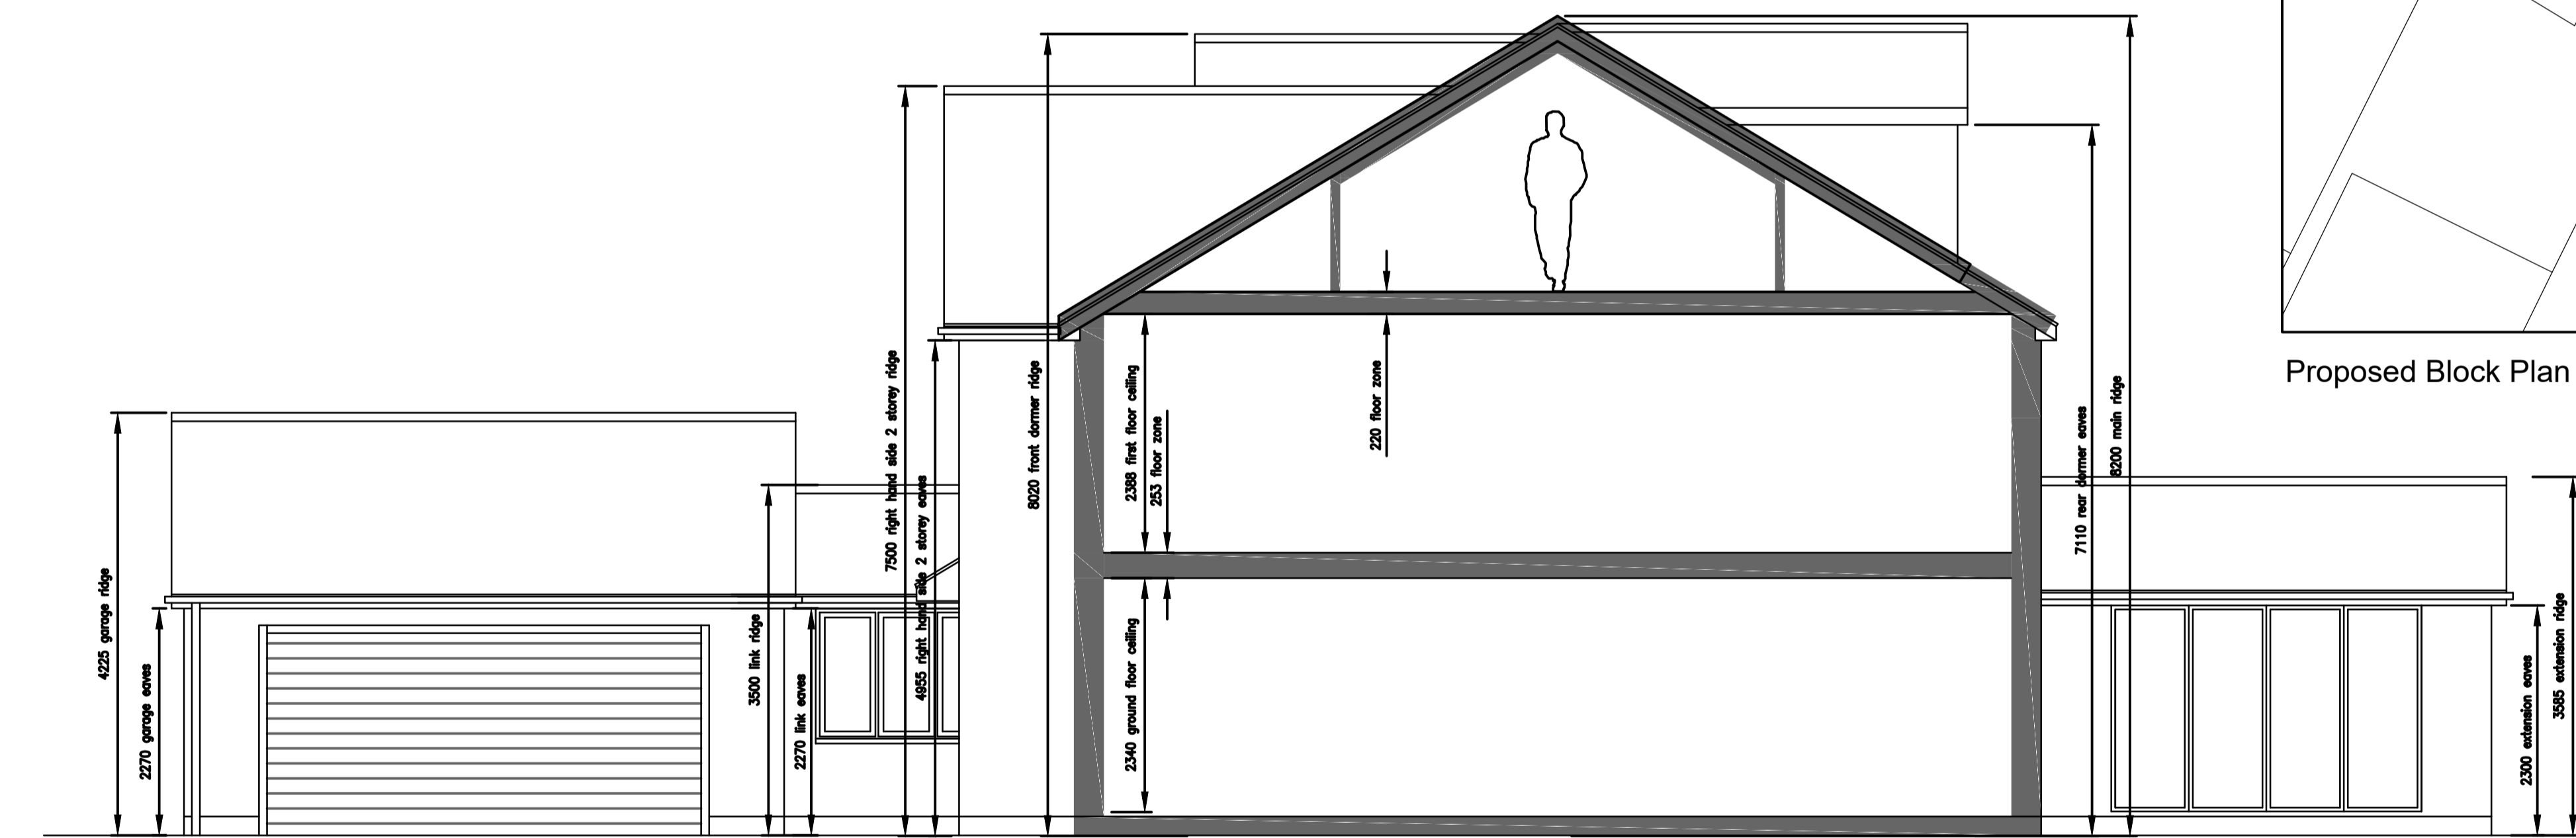 4225 garage ridge
2270 garage eaves
3500 link ridge
2270 link eaves
7500 right hand side 2 storey ridge
4955 right hand side 2 storey eaves
8020 front dormer ridge
2388 first floor ceiling
253 floor zone
2340 ground floor ceiling
220 floor zone
7110 rear dormer eaves
8200 main ridge
2300 extension eaves
3585 extension ridge
Proposed Block Plan